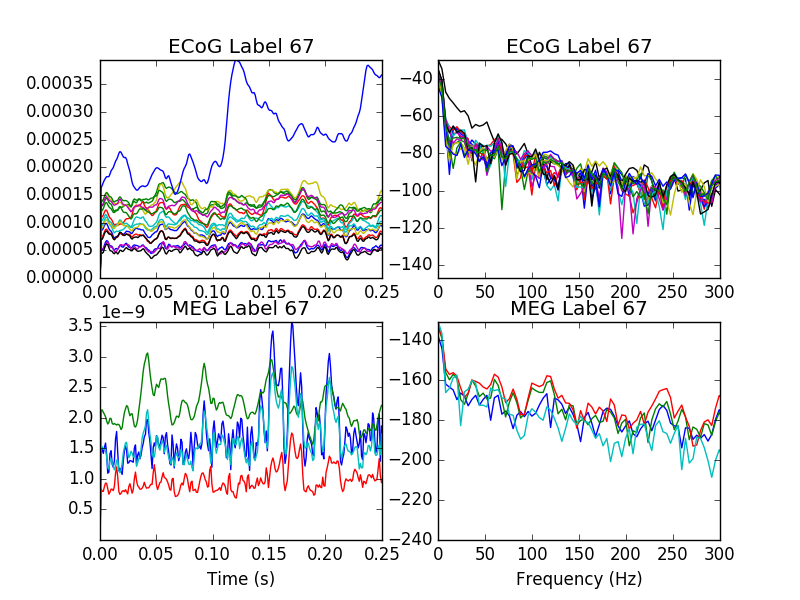 ECoG Label 67
ECoG Label 67
0.00035
0.00030
0.00025
0.00020
0.00015
0.00010
0.00005
0.00000
0.00 0.05 0.10 0.15 0.20 0.25
−40
−60
−80
−100
−120
−140
0 50 100 150 200 250 300
MEG Label 67
MEG Label 67
1e−9
3.5
3.0
2.5
2.0
1.5
1.0
0.5
0.00 0.05 0.10 0.15 0.20 0.25
Time (s)
−140
−160
−180
−200
−220
−240
0 50 100 150 200 250 300
Frequency (Hz)